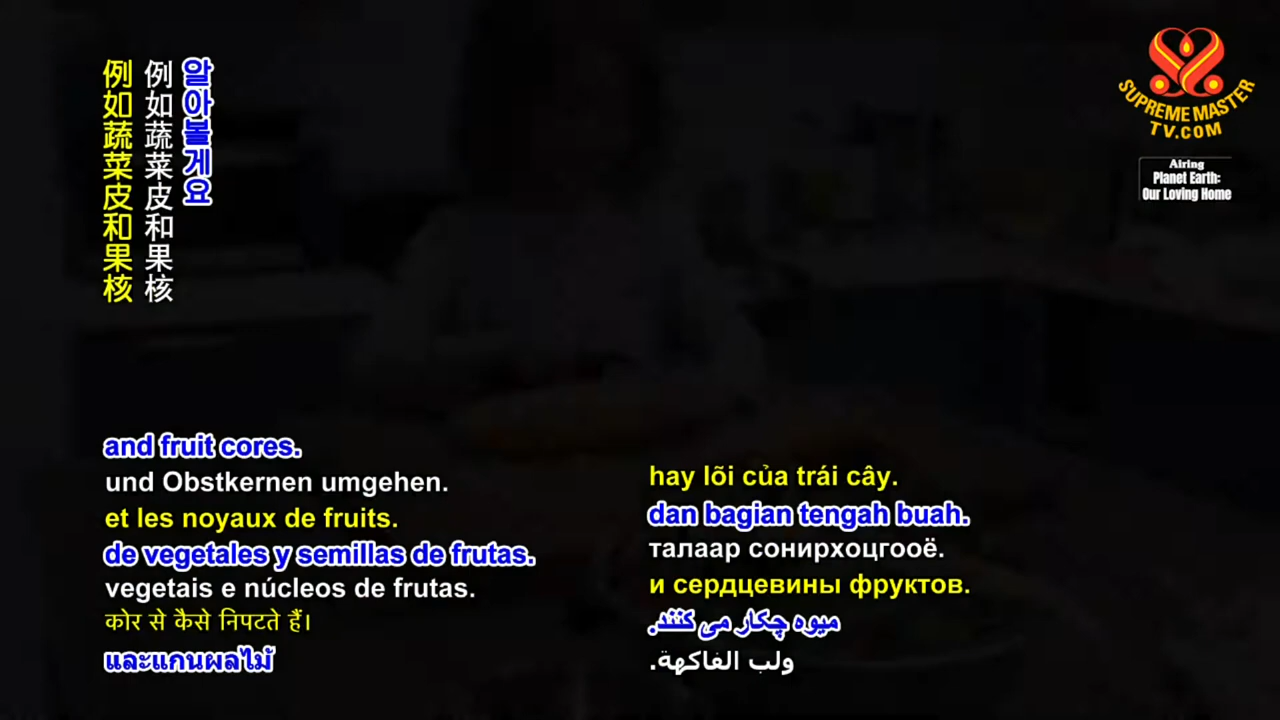 例如蔬菜皮和果核
例如蔬菜皮和果核
알아볼게요
SUPREME MASTER
TV.COM
Airing
Planet Earth:
Our Loving Home
and fruit cores.
und Obstkernen umgehen.
et les noyaux de fruits.
de vegetales y semillas de frutas.
vegetais e núcleos de frutas.
कोर से कैसे निपटते हैं।
และแกนผลไม้
hay lõi của trái cây.
dan bagian tengah buah.
талаар сонирхоцгооё.
и сердцевины фруктов.
میوه چکار می کنند.
ولب الفاكهة.